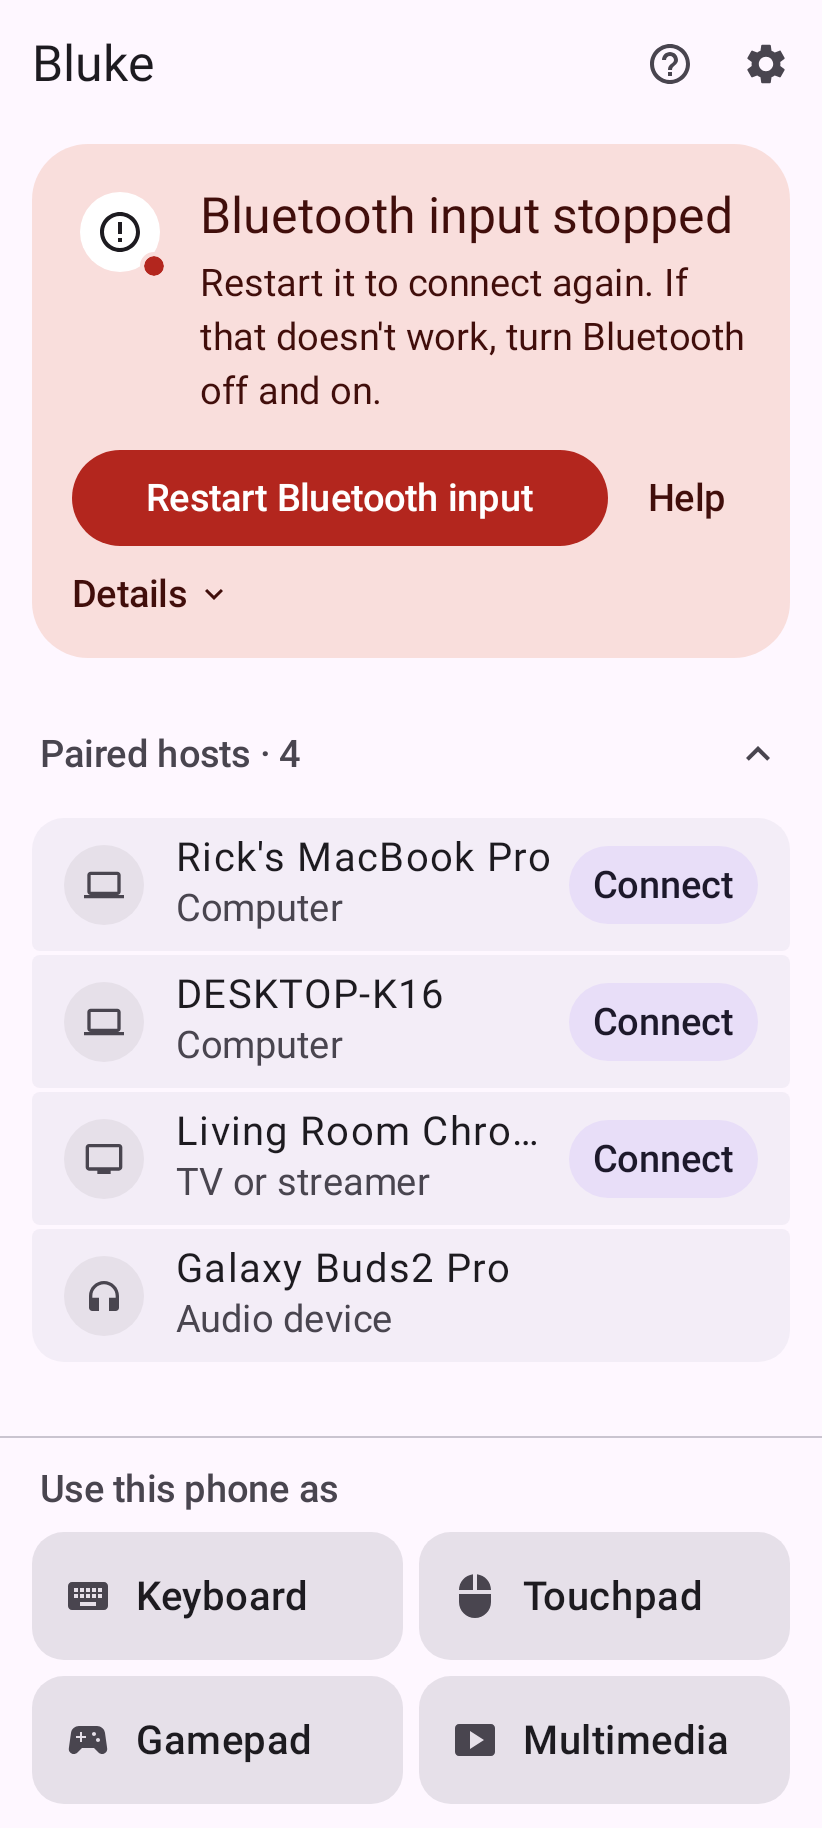 Bluke
Bluetooth input stopped
Restart it to connect again. If
that doesn't work, turn Bluetooth
off and on.
Restart Bluetooth input
Help
Details
Paired hosts · 4
Rick's MacBook Pro
Computer
Connect
DESKTOP-K16
Computer
Connect
Living Room Chro...
TV or streamer
Connect
Galaxy Buds2 Pro
Audio device
Use this phone as
Keyboard
Touchpad
Gamepad
Multimedia